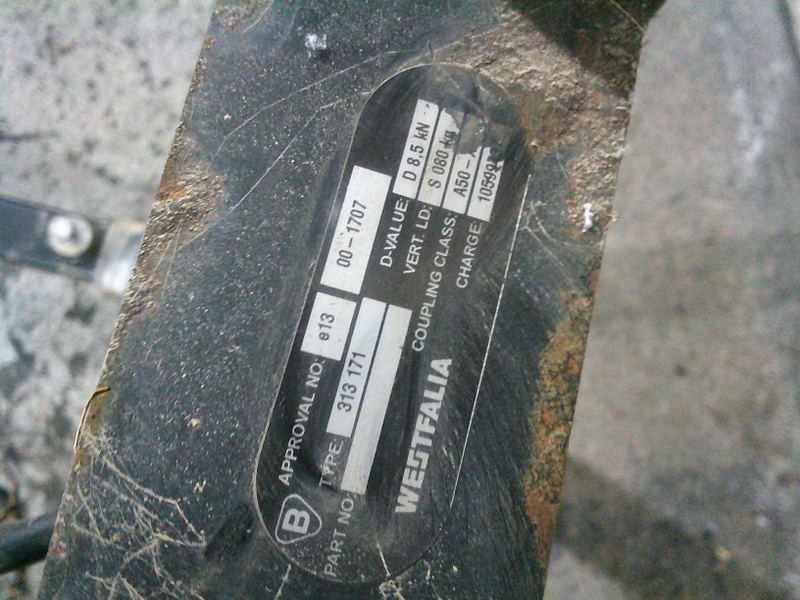 B APPROVAL NO: e13 00-1707
TYPE: 313 171 D-VALUE: D 8,5 kN
PART NO: VERT. LD: S 080 kg
COUPLING CLASS: A50-
WESTFALIA CHARGE